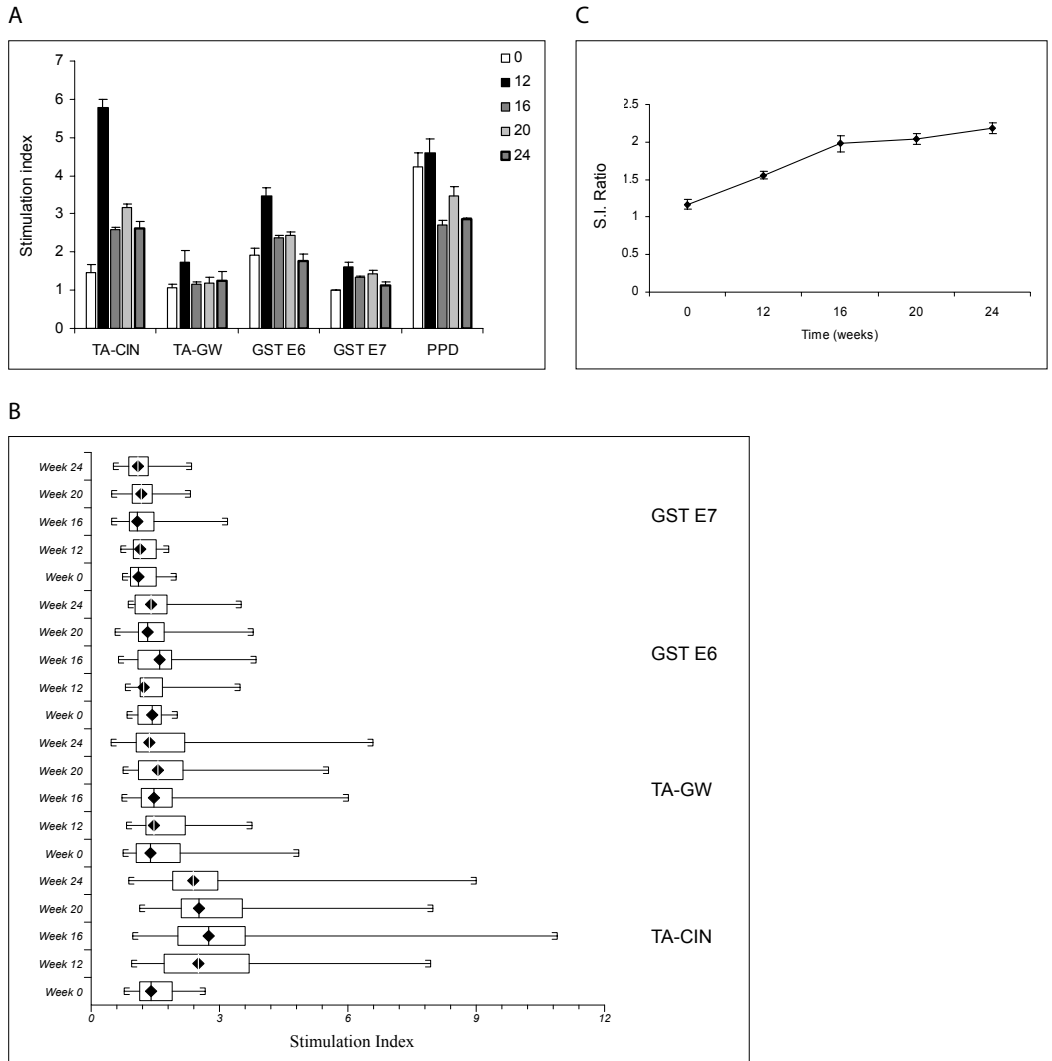 A
7
6
5
4
3
2
1
0
Stimulation index
TA-CIN TA-GW GST E6 GST E7 PPD
0
12
16
20
24
C
2.5
2
1.5
1
0.5
0
S.I. Ratio
0 12 16 20 24
Time (weeks)
B
Week 24
Week 20
Week 16
Week 12
Week 0
GST E7
Week 24
Week 20
Week 16
Week 12
Week 0
GST E6
Week 24
Week 20
Week 16
Week 12
Week 0
TA-GW
Week 24
Week 20
Week 16
Week 12
Week 0
TA-CIN
0 3 6 9 12
Stimulation Index